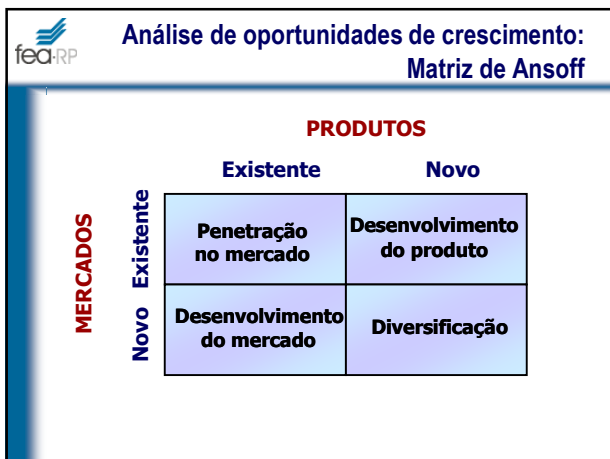 fea-RP
Análise de oportunidades de crescimento:
Matriz de Ansoff
PRODUTOS
Existente Novo
MERCADOS
Existente
Penetração
no mercado
Desenvolvimento
do produto
Novo
Desenvolvimento
do mercado
Diversificação